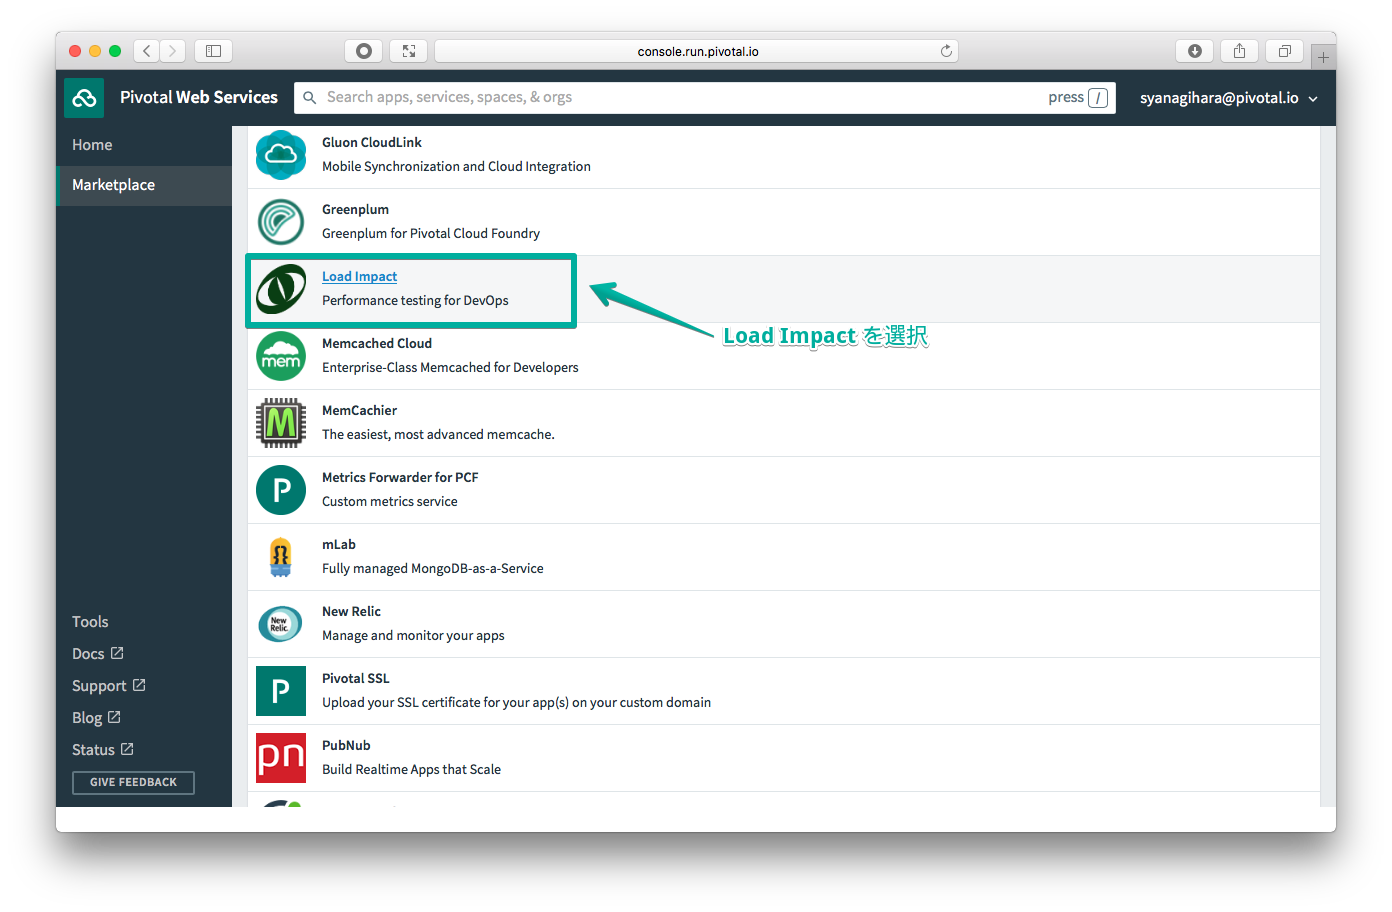 console.run.pivotal.io
Pivotal Web Services
Search apps, services, spaces, & orgs
press /
syanagihara@pivotal.io
Home
Marketplace
Gluon CloudLink
Mobile Synchronization and Cloud Integration
Greenplum
Greenplum for Pivotal Cloud Foundry
Load Impact
Performance testing for DevOps
Load Impact を選択
mem
Memcached Cloud
Enterprise-Class Memcached for Developers
M
MemCachier
The easiest, most advanced memcache.
P
Metrics Forwarder for PCF
Custom metrics service
mLab
Fully managed MongoDB-as-a-Service
New
Relic
New Relic
Manage and monitor your apps
P
Pivotal SSL
Upload your SSL certificate for your app(s) on your custom domain
pn
PubNub
Build Realtime Apps that Scale
Tools
Docs
Support
Blog
Status
GIVE FEEDBACK